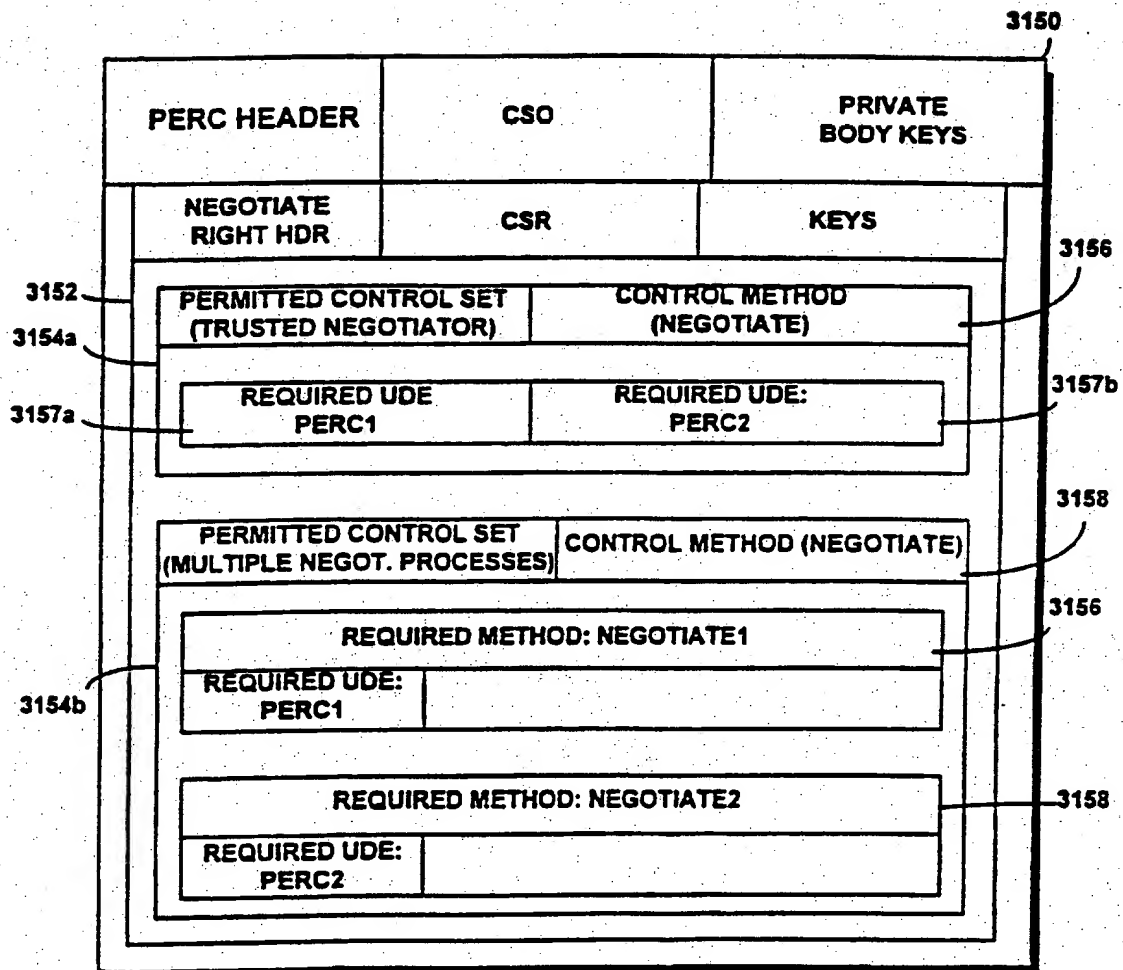 3150
PERC HEADER
CSO
PRIVATE
BODY KEYS
NEGOTIATE
RIGHT HDR
CSR
KEYS
3156
3152
PERMITTED CONTROL SET
(TRUSTED NEGOTIATOR)
CONTROL METHOD
(NEGOTIATE)
3154a
3157a
REQUIRED UDE
PERC1
REQUIRED UDE:
PERC2
3157b
3158
PERMITTED CONTROL SET
(MULTIPLE NEGOT. PROCESSES)
CONTROL METHOD (NEGOTIATE)
3156
REQUIRED METHOD: NEGOTIATE1
REQUIRED UDE:
PERC1
3154b
REQUIRED METHOD: NEGOTIATE2
3158
REQUIRED UDE:
PERC2